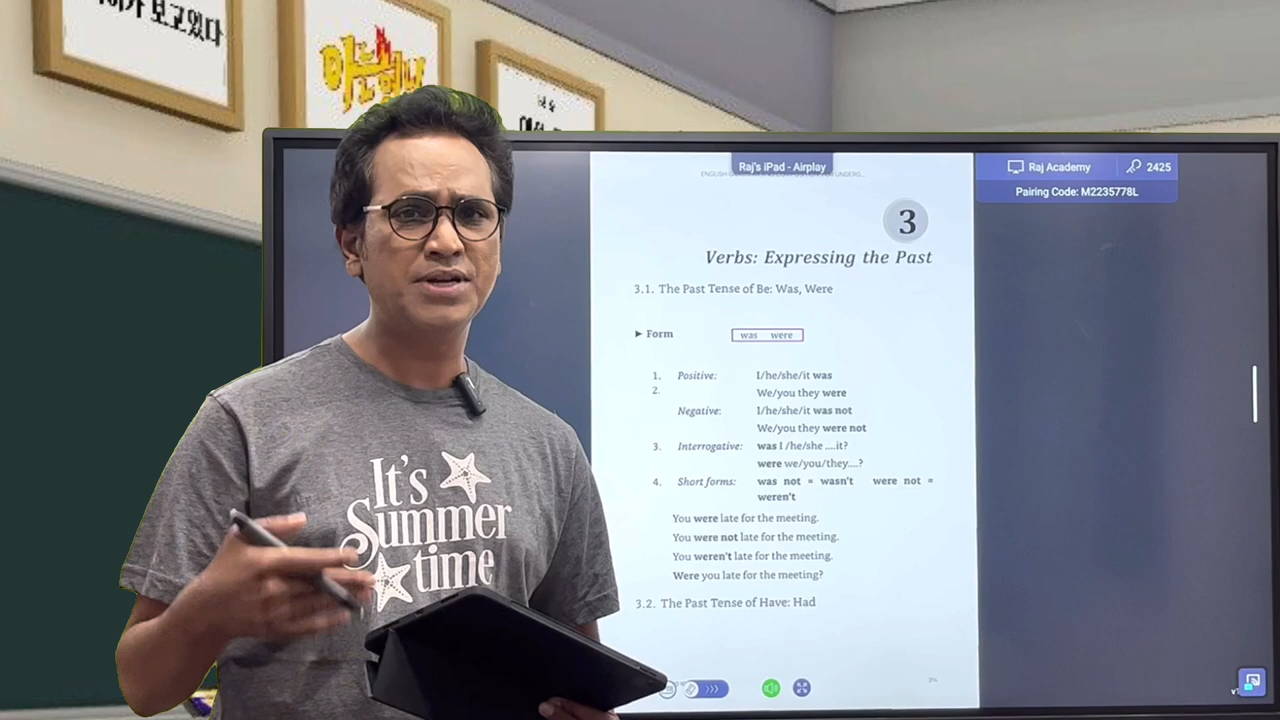 보고있다
아는형님
Raj's iPad - Airplay
Raj Academy
2425
Pairing Code: M2235778L
3
Verbs: Expressing the Past
3.1. The Past Tense of Be: Was, Were
► Form was were
1. Positive: I/he/she/it was
2. We/you they were
Negative: I/he/she/it was not
We/you they were not
3. Interrogative: was I /he/she ....it?
were we/you/they....?
4. Short forms: was not = wasn't were not =
weren't
You were late for the meeting.
You were not late for the meeting.
You weren't late for the meeting.
Were you late for the meeting?
3.2. The Past Tense of Have: Had
It's
Summer
time